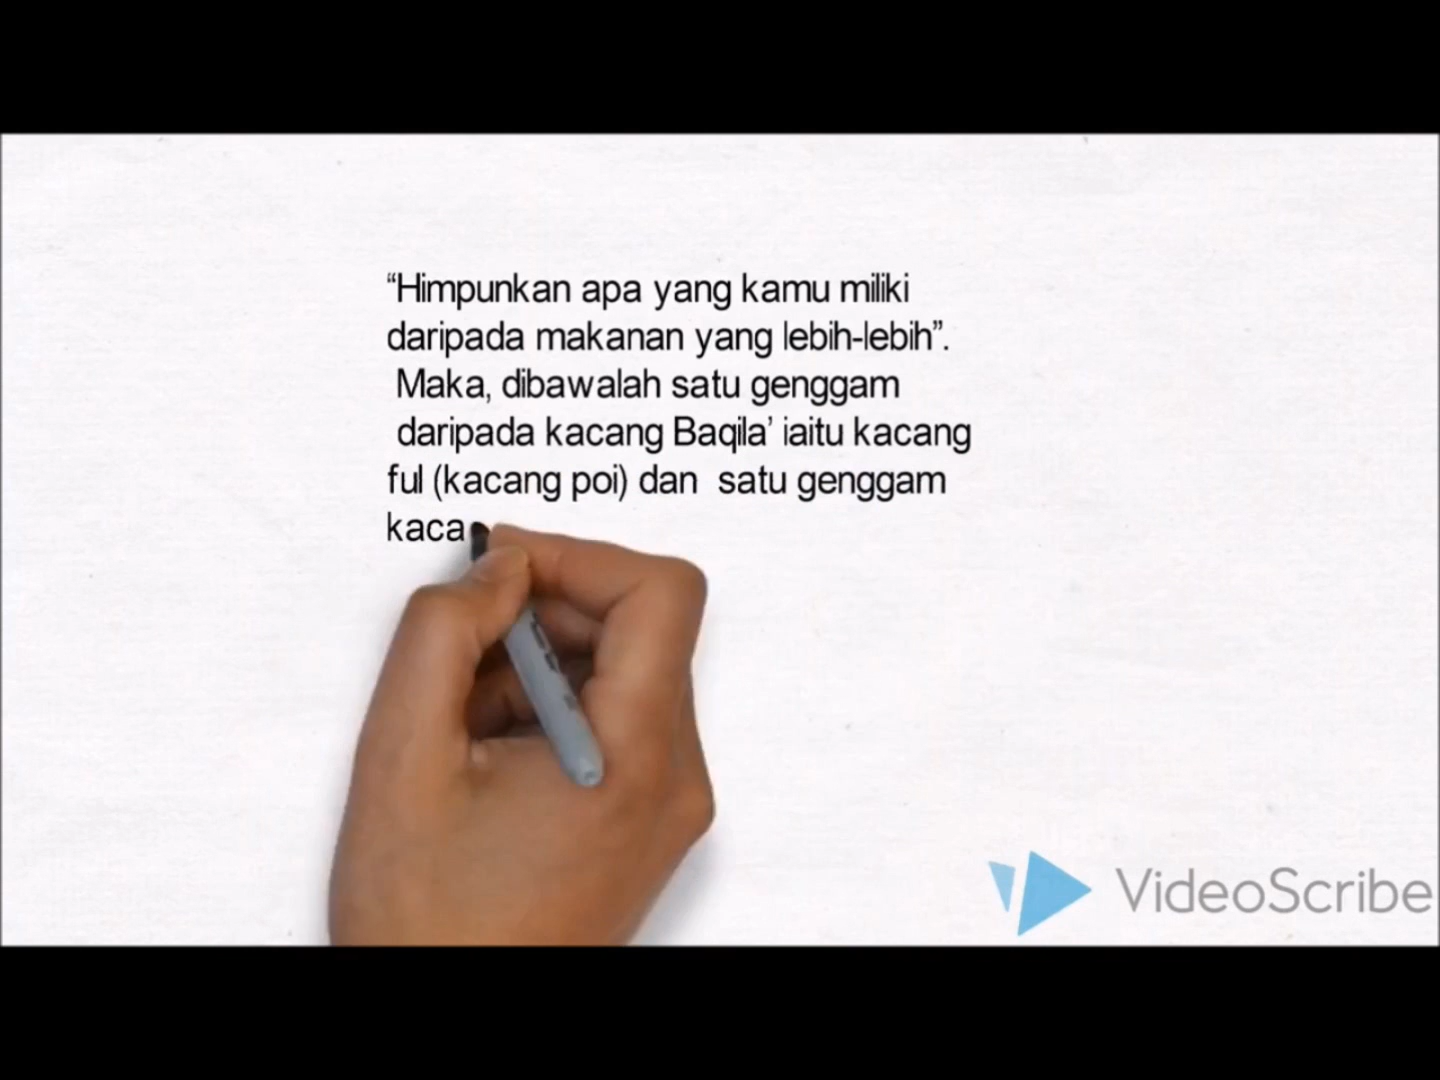 “Himpunkan apa yang kamu miliki
daripada makanan yang lebih-lebih”.
Maka, dibawalah satu genggam
daripada kacang Baqila’ iaitu kacang
ful (kacang poi) dan satu genggam
kaca
VideoScribe